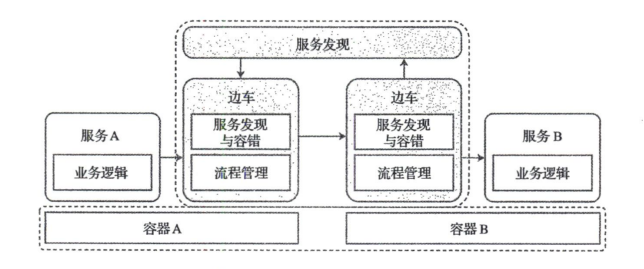 服务发现
边车
边车
服务A
服务发现
与容错
服务发现
与容错
服务B
业务逻辑
流程管理
流程管理
业务逻辑
容器A
容器B